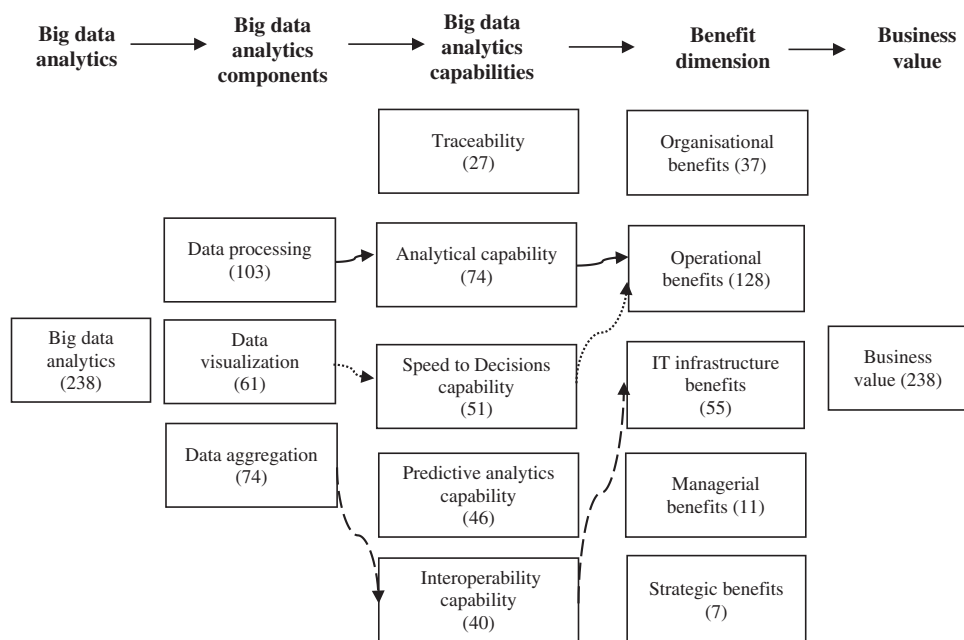 Big data
analytics
Big data
analytics
components
Big data
analytics
capabilities
Benefit
dimension
Business
value
Traceability
(27)
Organisational
benefits (37)
Data processing
(103)
Analytical capability
(74)
Operational
benefits (128)
Big data
analytics
(238)
Data
visualization
(61)
Speed to Decisions
capability
(51)
IT infrastructure
benefits
(55)
Business
value (238)
Data aggregation
(74)
Predictive analytics
capability
(46)
Managerial
benefits (11)
Interoperability
capability
(40)
Strategic benefits
(7)